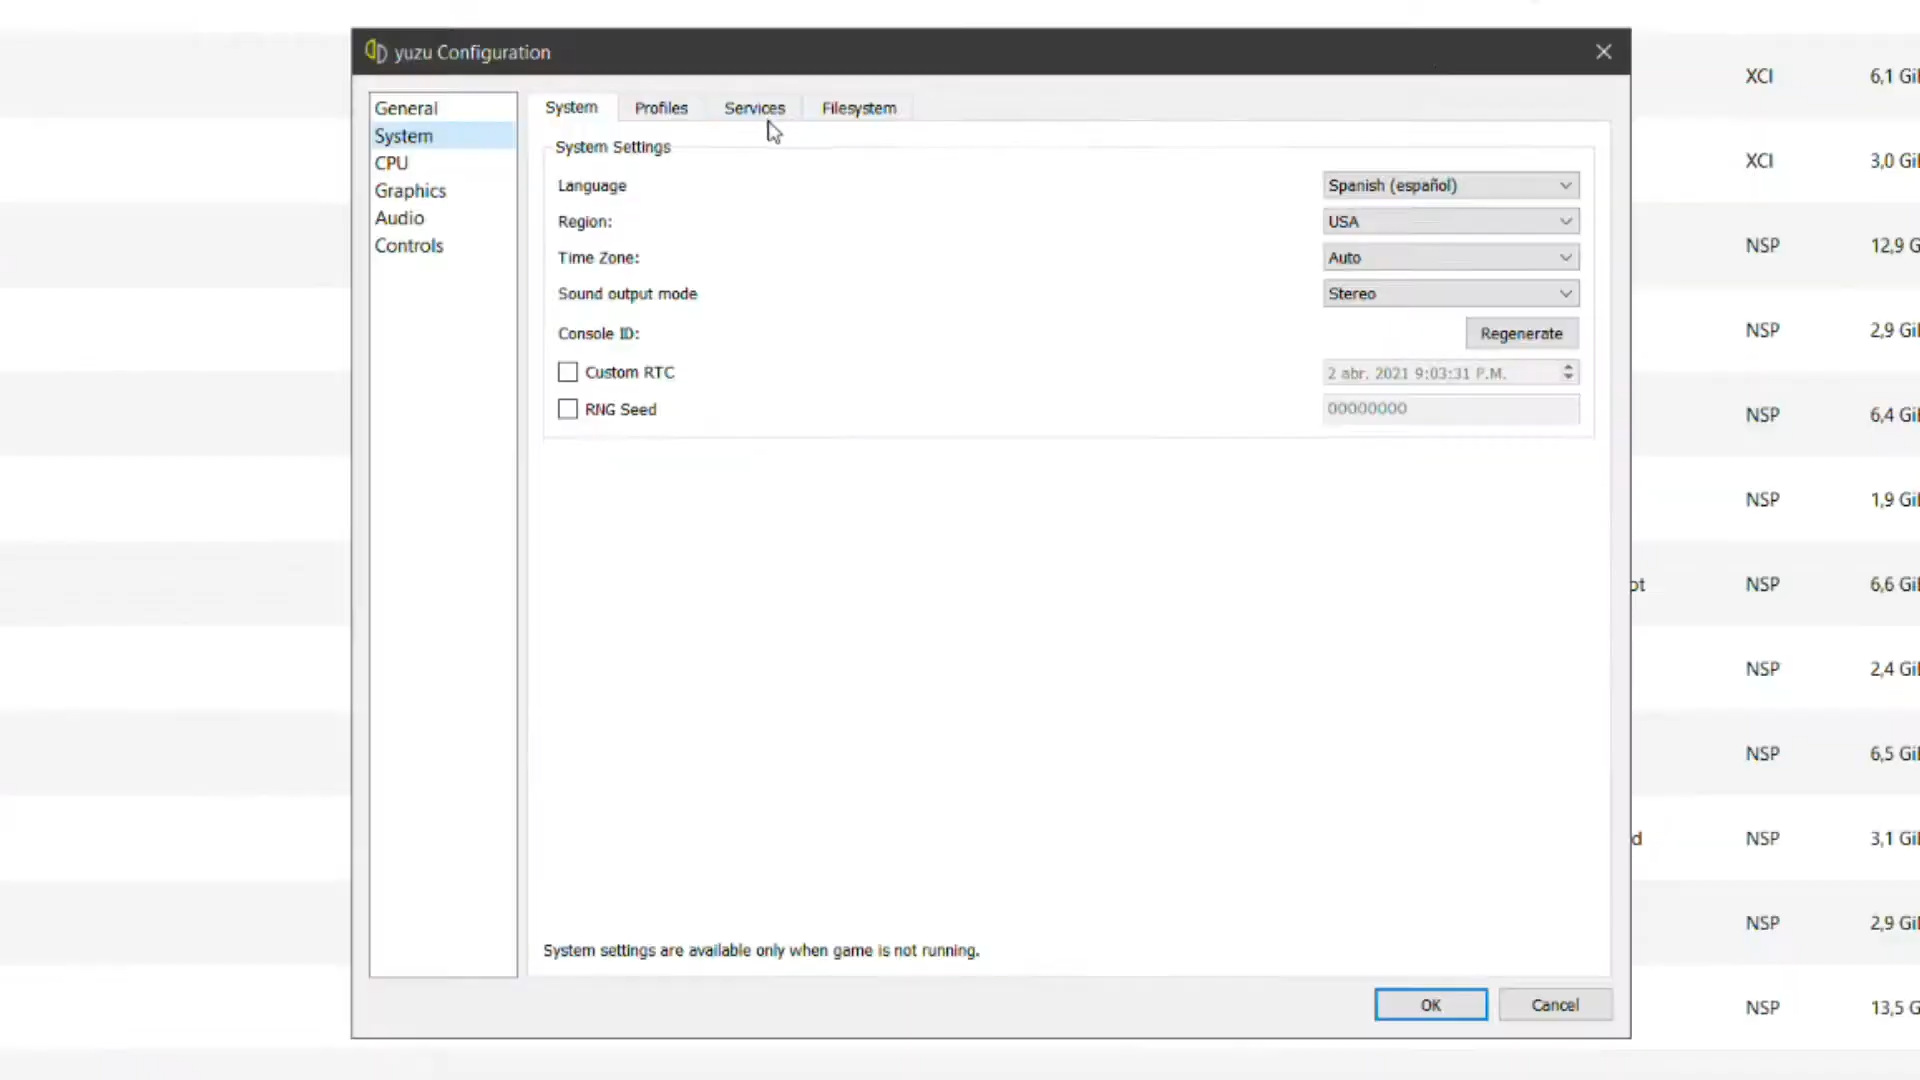 yuzu Configuration
General
System
CPU
Graphics
Audio
Controls
System Profiles Services Filesystem
System Settings
Language Spanish (español)
Region: USA
Time Zone: Auto
Sound output mode Stereo
Console ID: Regenerate
Custom RTC 2 abr. 2021 9:03:31 P.M.
RNG Seed 00000000
System settings are available only when game is not running.
OK Cancel
XCI 6,1 Gi
XCI 3,0 Gi
NSP 12,9 G
NSP 2,9 Gi
NSP 6,4 Gi
NSP 1,9 Gi
ot NSP 6,6 Gi
NSP 2,4 Gi
NSP 6,5 Gi
d NSP 3,1 Gi
NSP 2,9 Gi
NSP 13,5 G